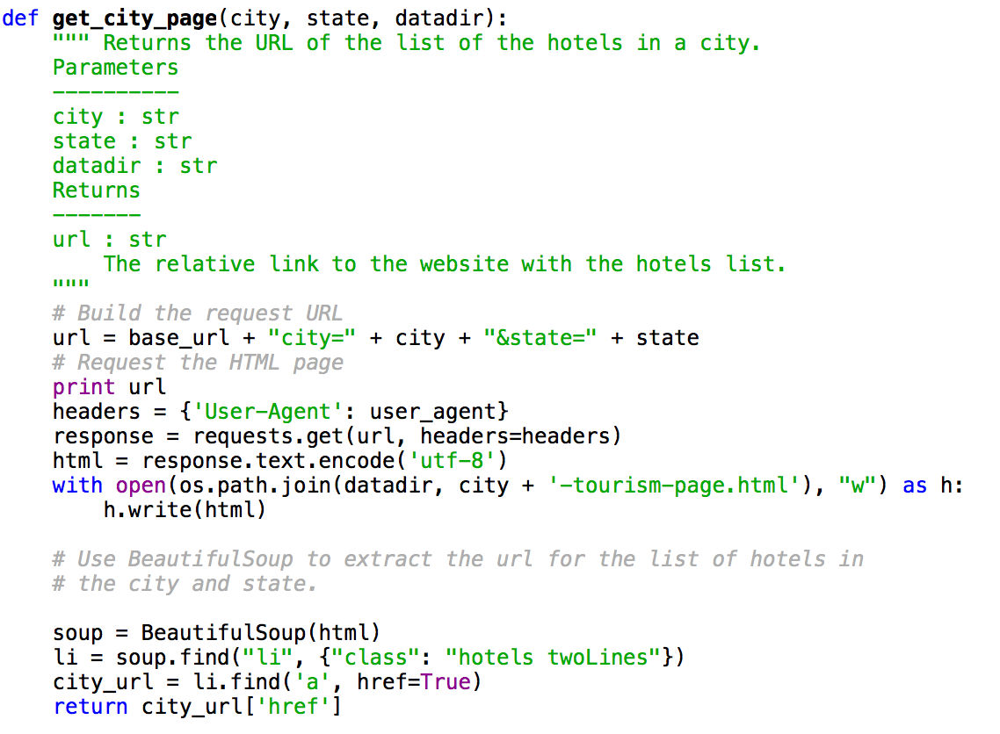 def get_city_page(city, state, datadir):
    """ Returns the URL of the list of the hotels in a city.
    Parameters
    ----------
    city : str
    state : str
    datadir : str
    Returns
    -------
    url : str
        The relative link to the website with the hotels list.
    """
    # Build the request URL
    url = base_url + "city=" + city + "&state=" + state
    # Request the HTML page
    print url
    headers = {'User-Agent': user_agent}
    response = requests.get(url, headers=headers)
    html = response.text.encode('utf-8')
    with open(os.path.join(datadir, city + '-tourism-page.html'), "w") as h:
        h.write(html)

    # Use BeautifulSoup to extract the url for the list of hotels in
    # the city and state.

    soup = BeautifulSoup(html)
    li = soup.find("li", {"class": "hotels twoLines"})
    city_url = li.find('a', href=True)
    return city_url['href']